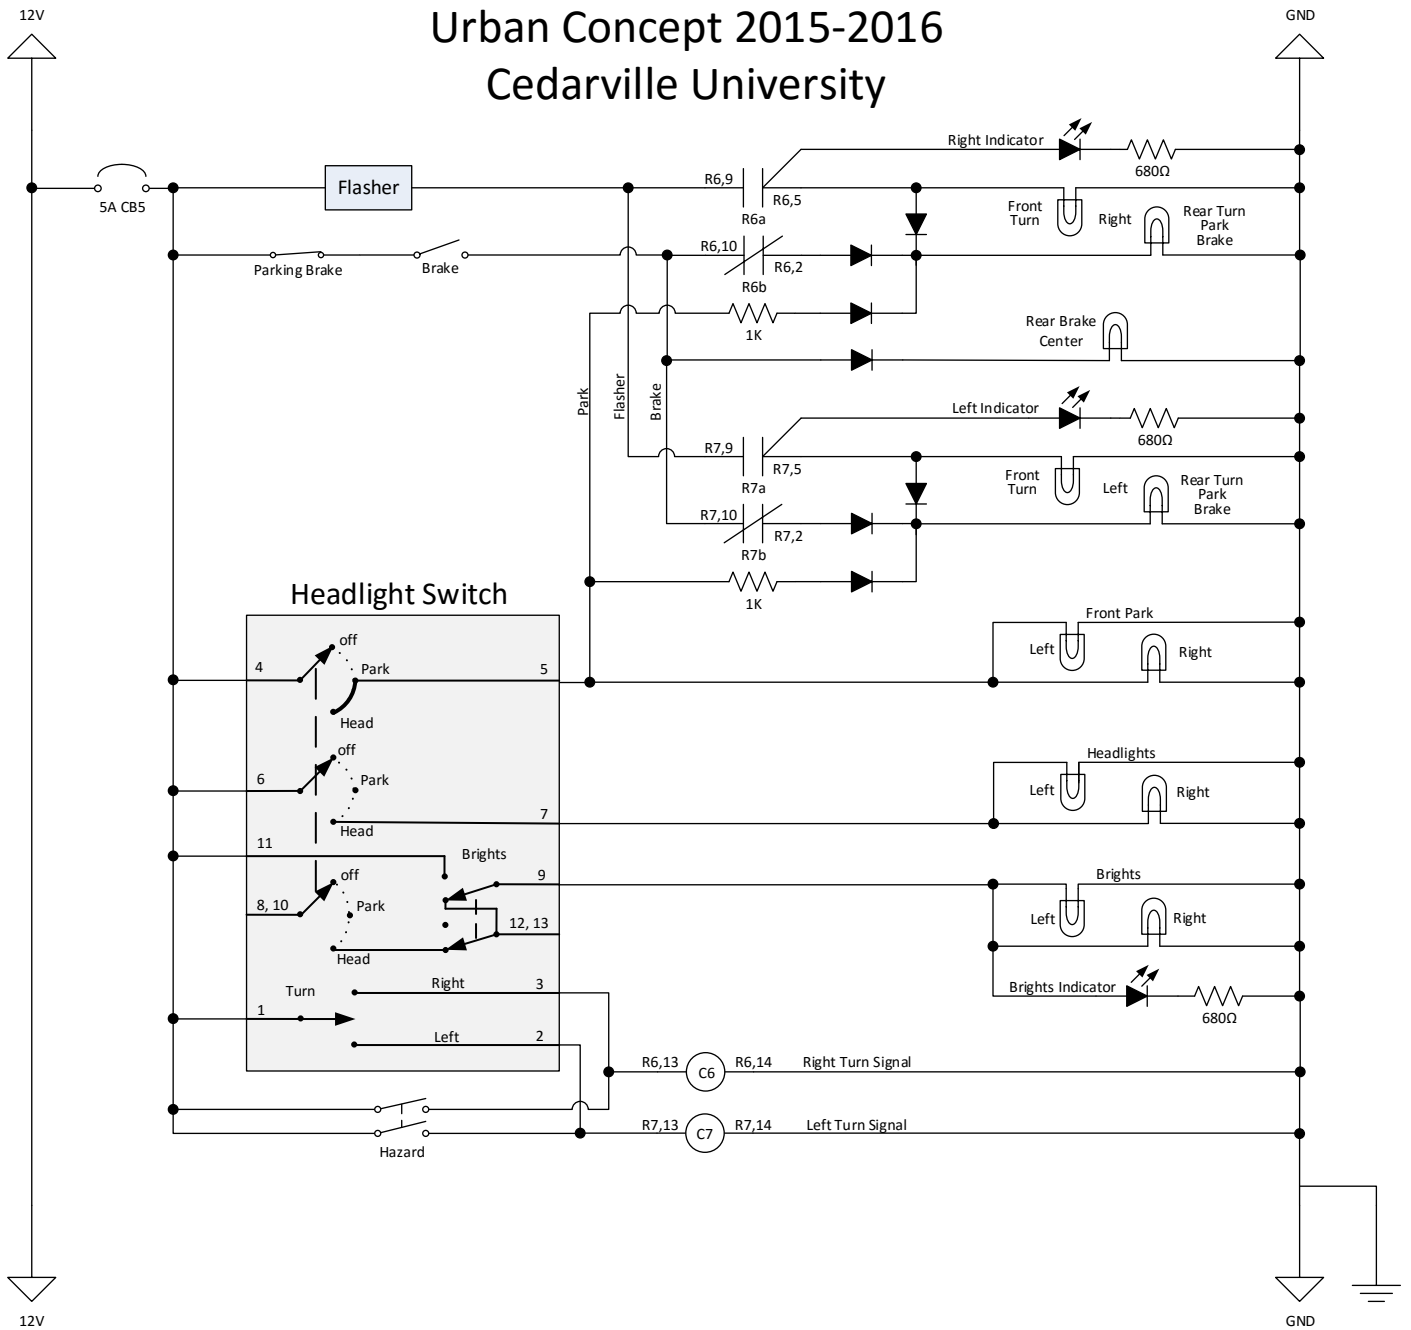 12V
Urban Concept 2015-2016
GND
Cedarville University
Right Indicator
680Ω
5A CB5
Flasher
R6,9
R6,5
R6a
Front
Turn
Right
Rear Turn
Park
Brake
Parking Brake
Brake
R6,10
R6,2
R6b
1K
Rear Brake
Center
Park
Flasher
Brake
Left Indicator
680Ω
R7,9
R7,5
R7a
Front
Turn
Left
Rear Turn
Park
Brake
R7,10
R7,2
R7b
1K
Headlight Switch
off
4
Park
5
Head
Front Park
Left
Right
off
6
Park
7
Head
Headlights
Left
Right
11
Brights
off
9
8, 10
Park
12, 13
Head
Brights
Left
Right
Brights Indicator
680Ω
Turn
Right
3
1
Left
2
R6,13
C6
R6,14
Right Turn Signal
R7,13
C7
R7,14
Left Turn Signal
Hazard
12V
GND